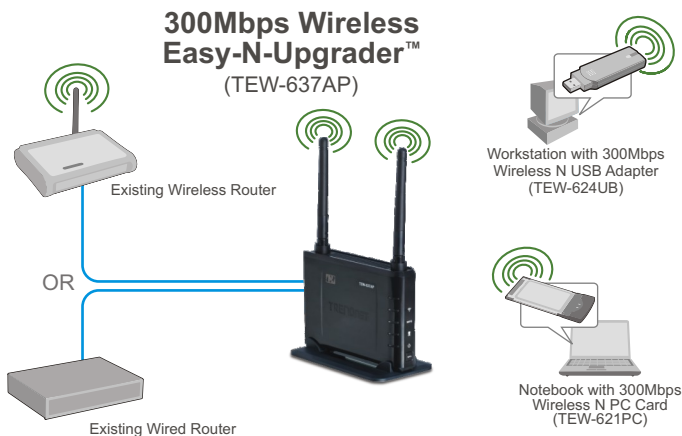 300Mbps Wireless
Easy-N-Upgrader™
(TEW-637AP)
Existing Wireless Router
OR
Existing Wired Router
Workstation with 300Mbps
Wireless N USB Adapter
(TEW-624UB)
Notebook with 300Mbps
Wireless N PC Card
(TEW-621PC)